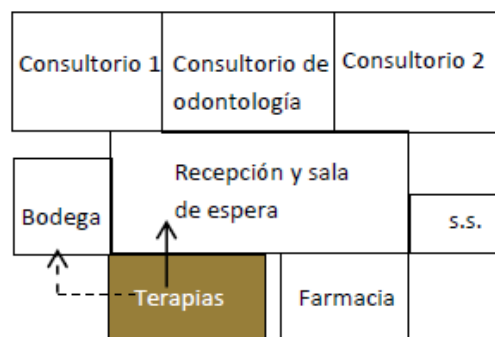 Consultorio 1
Consultorio de
odontología
Consultorio 2
Recepción y sala
de espera
Bodega
s.s.
Terapias
Farmacia